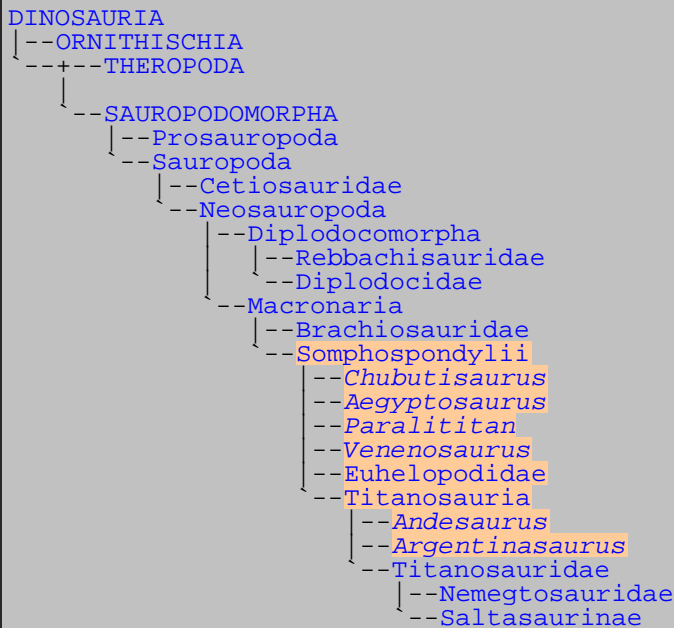 DINOSAURIA
|--ORNITHISCHIA
`--+--THEROPODA
   |
   `--SAUROPODOMORPHA
      |--Prosauropoda
      `--Sauropoda
         |--Cetiosauridae
         `--Neosauropoda
            |--Diplodocomorpha
            |  |--Rebbachisauridae
            |  `--Diplodocidae
            `--Macronaria
               |--Brachiosauridae
               `--Somphospondylii
                  |--Chubutisaurus
                  |--Aegyptosaurus
                  |--Paralititan
                  |--Venenosaurus
                  |--Euhelopodidae
                  `--Titanosauria
                     |--Andesaurus
                     |--Argentinasaurus
                     `--Titanosauridae
                        |--Nemegtosauridae
                        `--Saltasaurinae